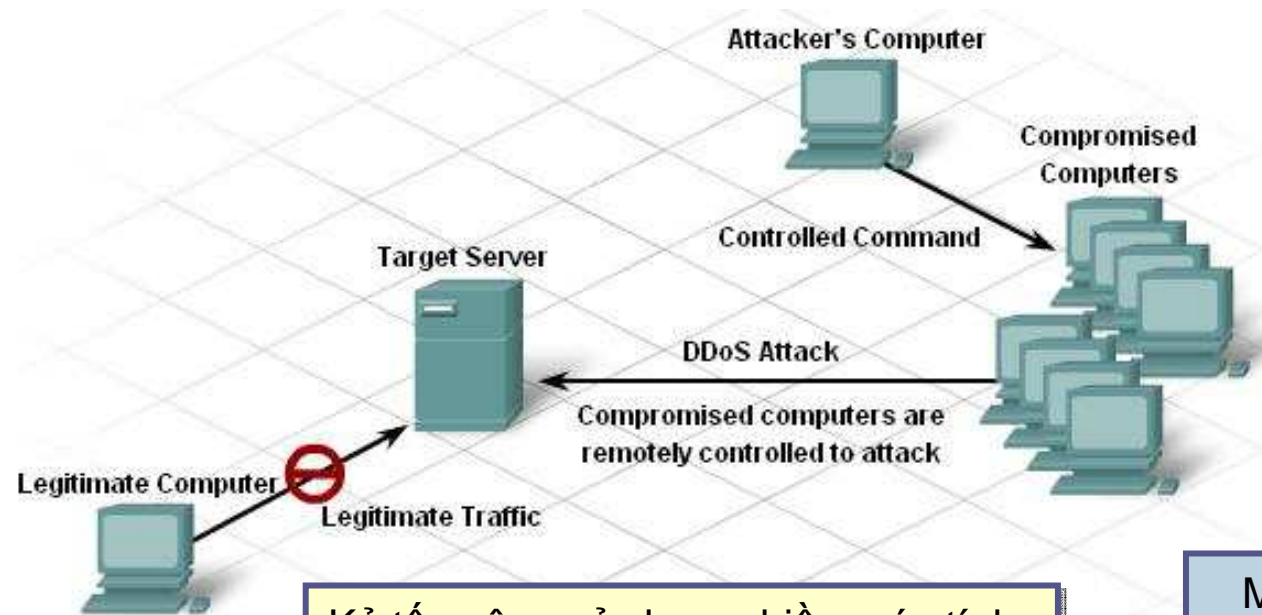 Attacker's Computer
Compromised
Computers
Controlled Command
Target Server
DDoS Attack
Compromised computers are
remotely controlled to attack
Legitimate Computer
Legitimate Traffic
M